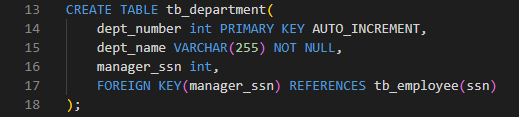 13 CREATE TABLE tb_department(
14     dept_number int PRIMARY KEY AUTO_INCREMENT,
15     dept_name VARCHAR(255) NOT NULL,
16     manager_ssn int,
17     FOREIGN KEY(manager_ssn) REFERENCES tb_employee(ssn)
18 );